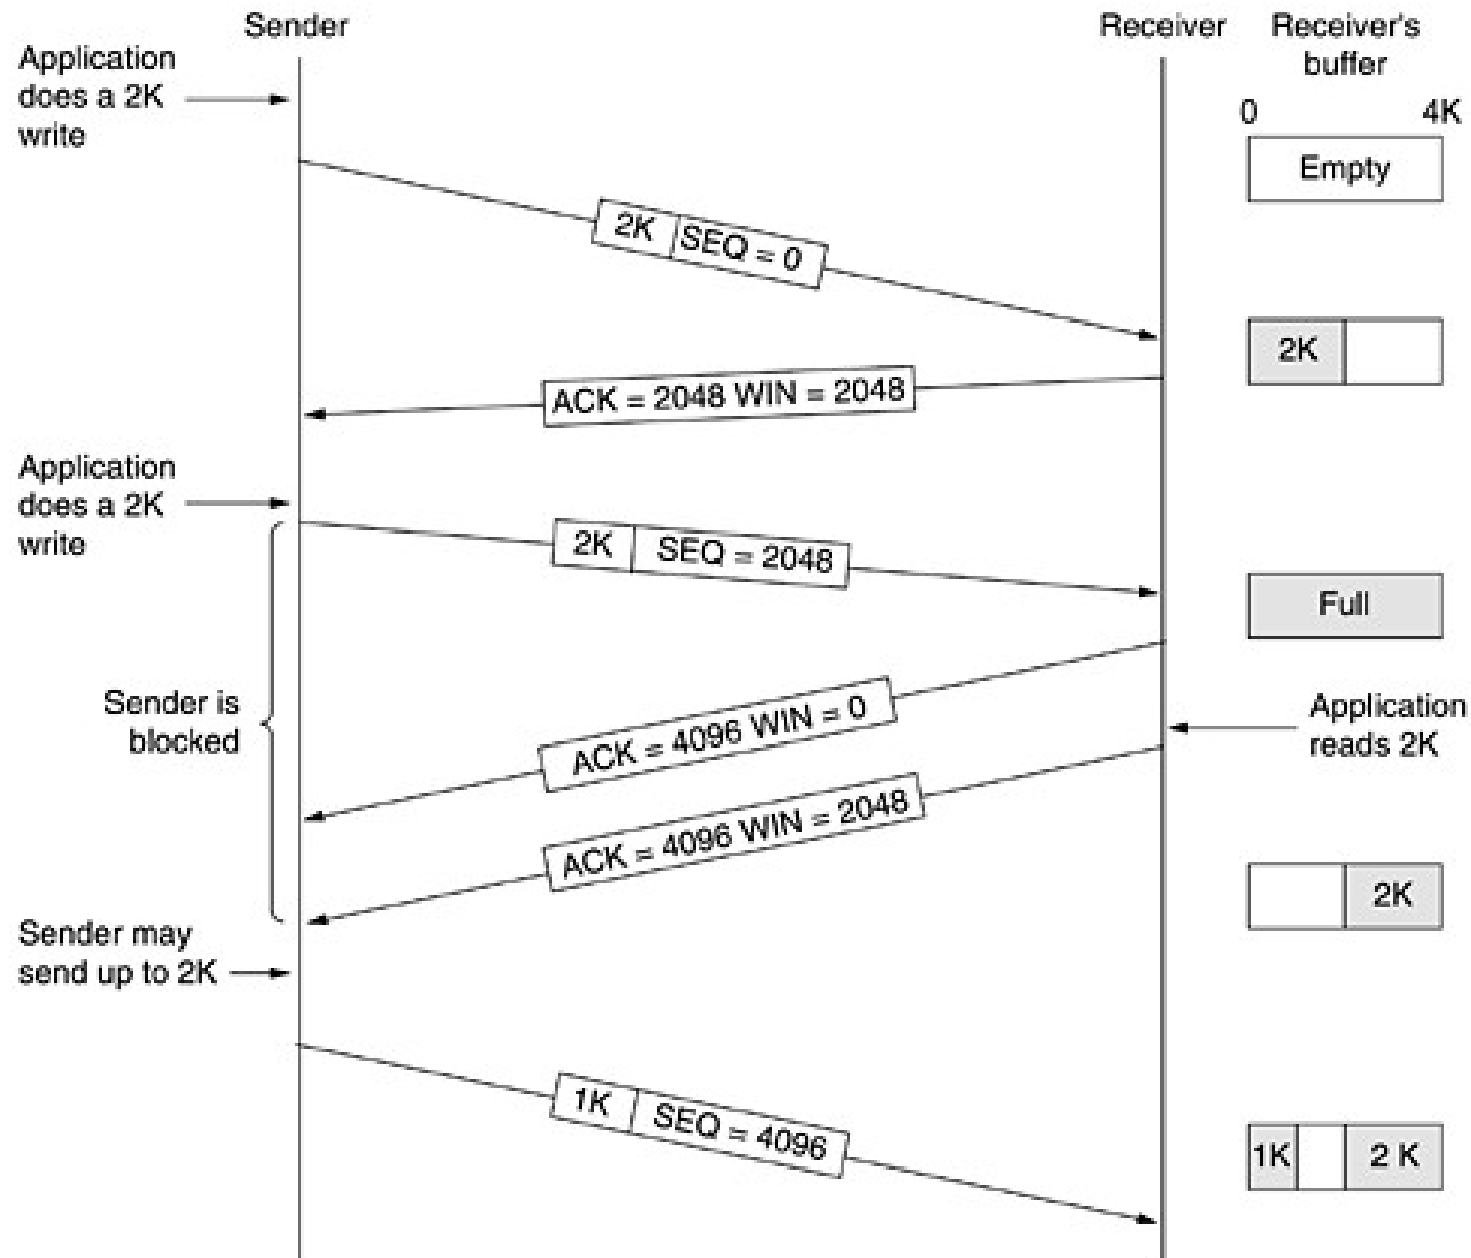 Sender
Receiver
Receiver's
buffer
Application
does a 2K
write
0
4K
Empty
2K
SEQ = 0
2K
ACK = 2048 WIN = 2048
Application
does a 2K
write
2K
SEQ = 2048
Full
Sender is
blocked
ACK = 4096 WIN = 0
Application
reads 2K
ACK = 4096 WIN = 2048
2K
Sender may
send up to 2K
1K
SEQ = 4096
1K
2 K